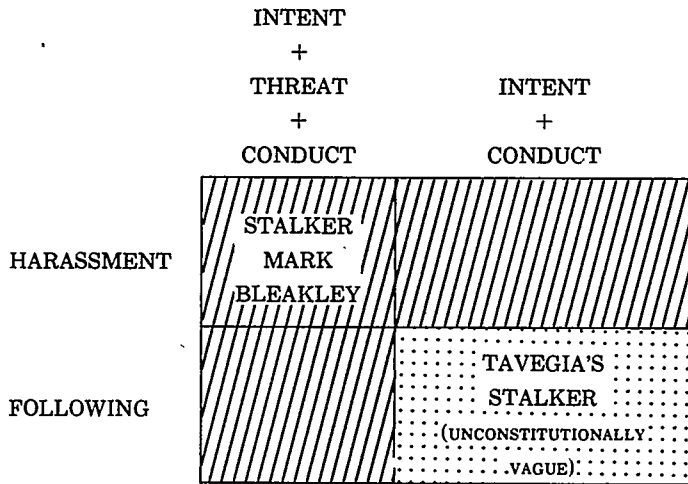 INTENT
+
THREAT
+
CONDUCT
INTENT
+
CONDUCT
HARASSMENT
STALKER
MARK
BLEAKLEY
FOLLOWING
TAVEGIA'S
STALKER
(UNCONSTITUTIONALLY
VAGUE)